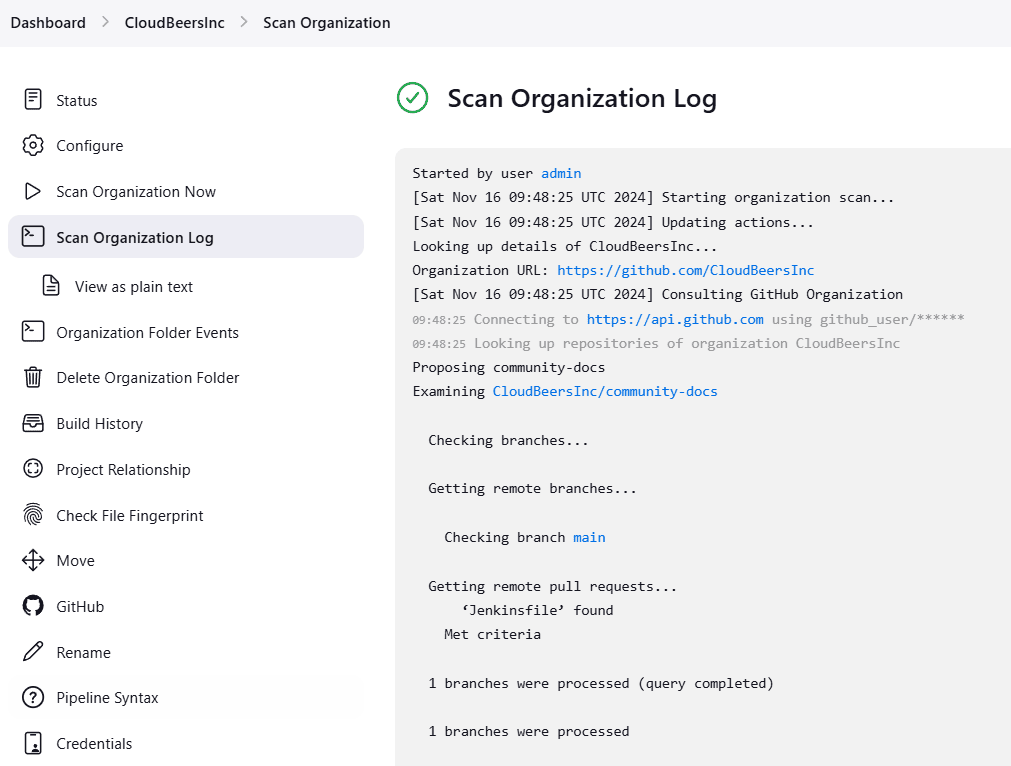 Dashboard > CloudBeersInc > Scan Organization
Status
Configure
Scan Organization Now
Scan Organization Log
View as plain text
Organization Folder Events
Delete Organization Folder
Build History
Project Relationship
Check File Fingerprint
Move
GitHub
Rename
Pipeline Syntax
Credentials
Scan Organization Log
Started by user admin
[Sat Nov 16 09:48:25 UTC 2024] Starting organization scan...
[Sat Nov 16 09:48:25 UTC 2024] Updating actions...
Looking up details of CloudBeersInc...
Organization URL: https://github.com/CloudBeersInc
[Sat Nov 16 09:48:25 UTC 2024] Consulting GitHub Organization
09:48:25 Connecting to https://api.github.com using github_user/******
09:48:25 Looking up repositories of organization CloudBeersInc
Proposing community-docs
Examining CloudBeersInc/community-docs
Checking branches...
Getting remote branches...
Checking branch main
Getting remote pull requests...
‘Jenkinsfile’ found
Met criteria
1 branches were processed (query completed)
1 branches were processed